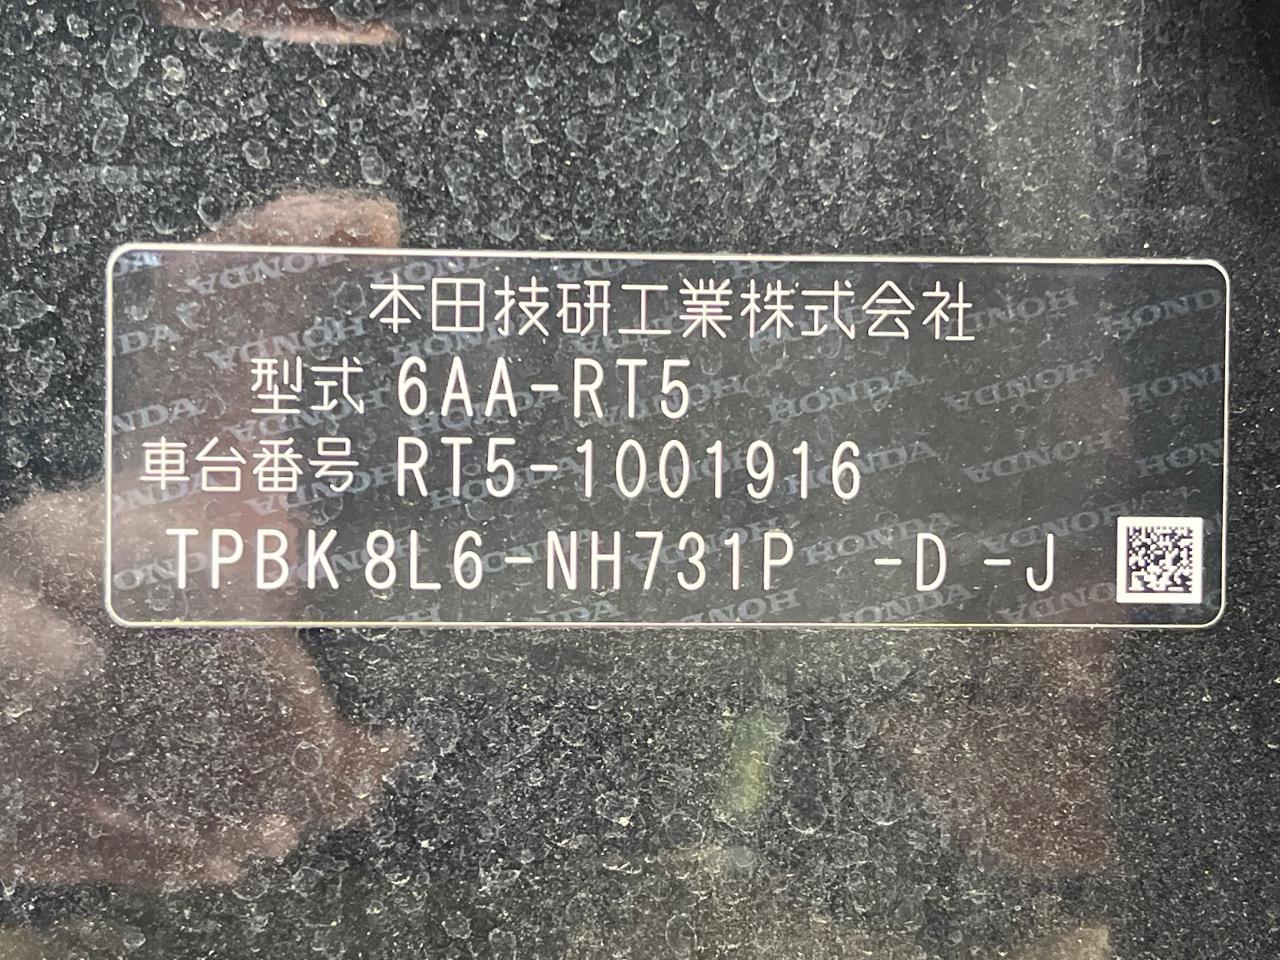 本田技研工業株式会社
型式 6AA-RT5
車台番号 RT5-1001916
TPBK8L6-NH731P -D -J